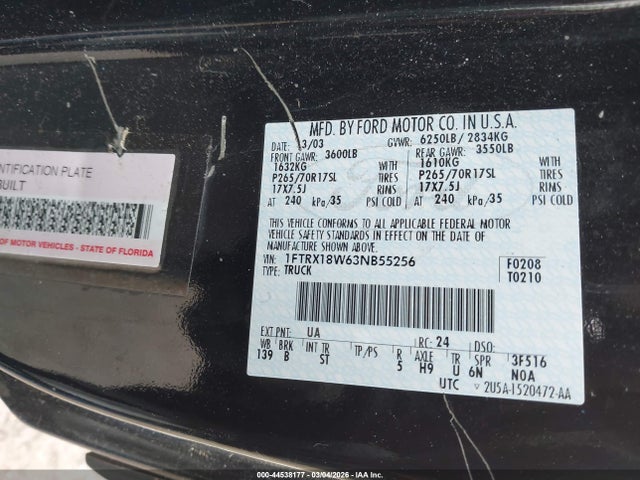 ENTIFICATION PLATE
BUILT
OF MOTOR VEHICLES - STATE OF FLORIDA
MFD. BY FORD MOTOR CO. IN U.S.A.
DATE: 3/03 GVWR: 6250LB/ 2834KG
FRONT GAWR: 3600LB REAR GAWR: 3550LB
1632KG WITH 1610KG WITH
P265/70R17SL TIRES P265/70R17SL TIRES
17X7.5J RIMS 17X7.5J RIMS
AT 240 kPa/35 PSI COLD AT 240 kPa/35 PSI COLD
THIS VEHICLE CONFORMS TO ALL APPLICABLE FEDERAL MOTOR
VEHICLE SAFETY STANDARDS IN EFFECT ON THE DATE OF
MANUFACTURE SHOWN ABOVE.
VIN: 1FTRX18W63NB55256 F0208
TYPE: TRUCK T0210
EXT PNT: UA RC: 24 DSO:
WB BRK INT TR TP/PS R AXLE TR SPR 3F516
139 B ST 5 H9 U 6N NOA
UTC ▽ 2U5A-1520472-AA
000-44538177 - 03/04/2026 - IAA Inc.